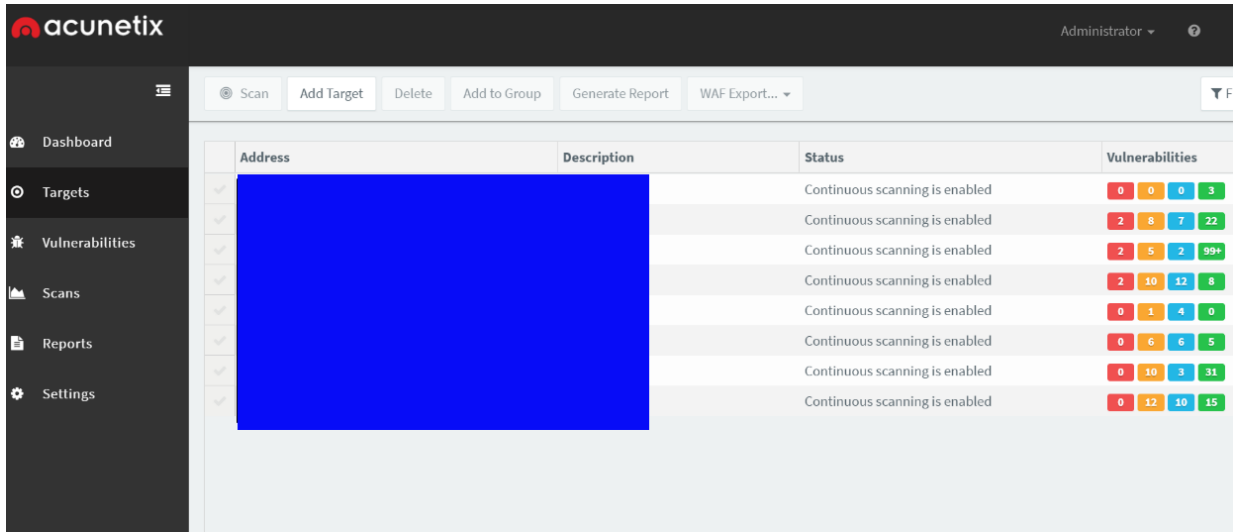 acunetix
Administrator
Scan Add Target Delete Add to Group Generate Report WAF Export...
F
Dashboard
Targets
Vulnerabilities
Scans
Reports
Settings
Address Description Status Vulnerabilities
Continuous scanning is enabled 0 0 0 3
Continuous scanning is enabled 2 8 7 22
Continuous scanning is enabled 2 5 2 99+
Continuous scanning is enabled 2 10 12 8
Continuous scanning is enabled 0 1 4 0
Continuous scanning is enabled 0 6 6 5
Continuous scanning is enabled 0 10 3 31
Continuous scanning is enabled 0 12 10 15